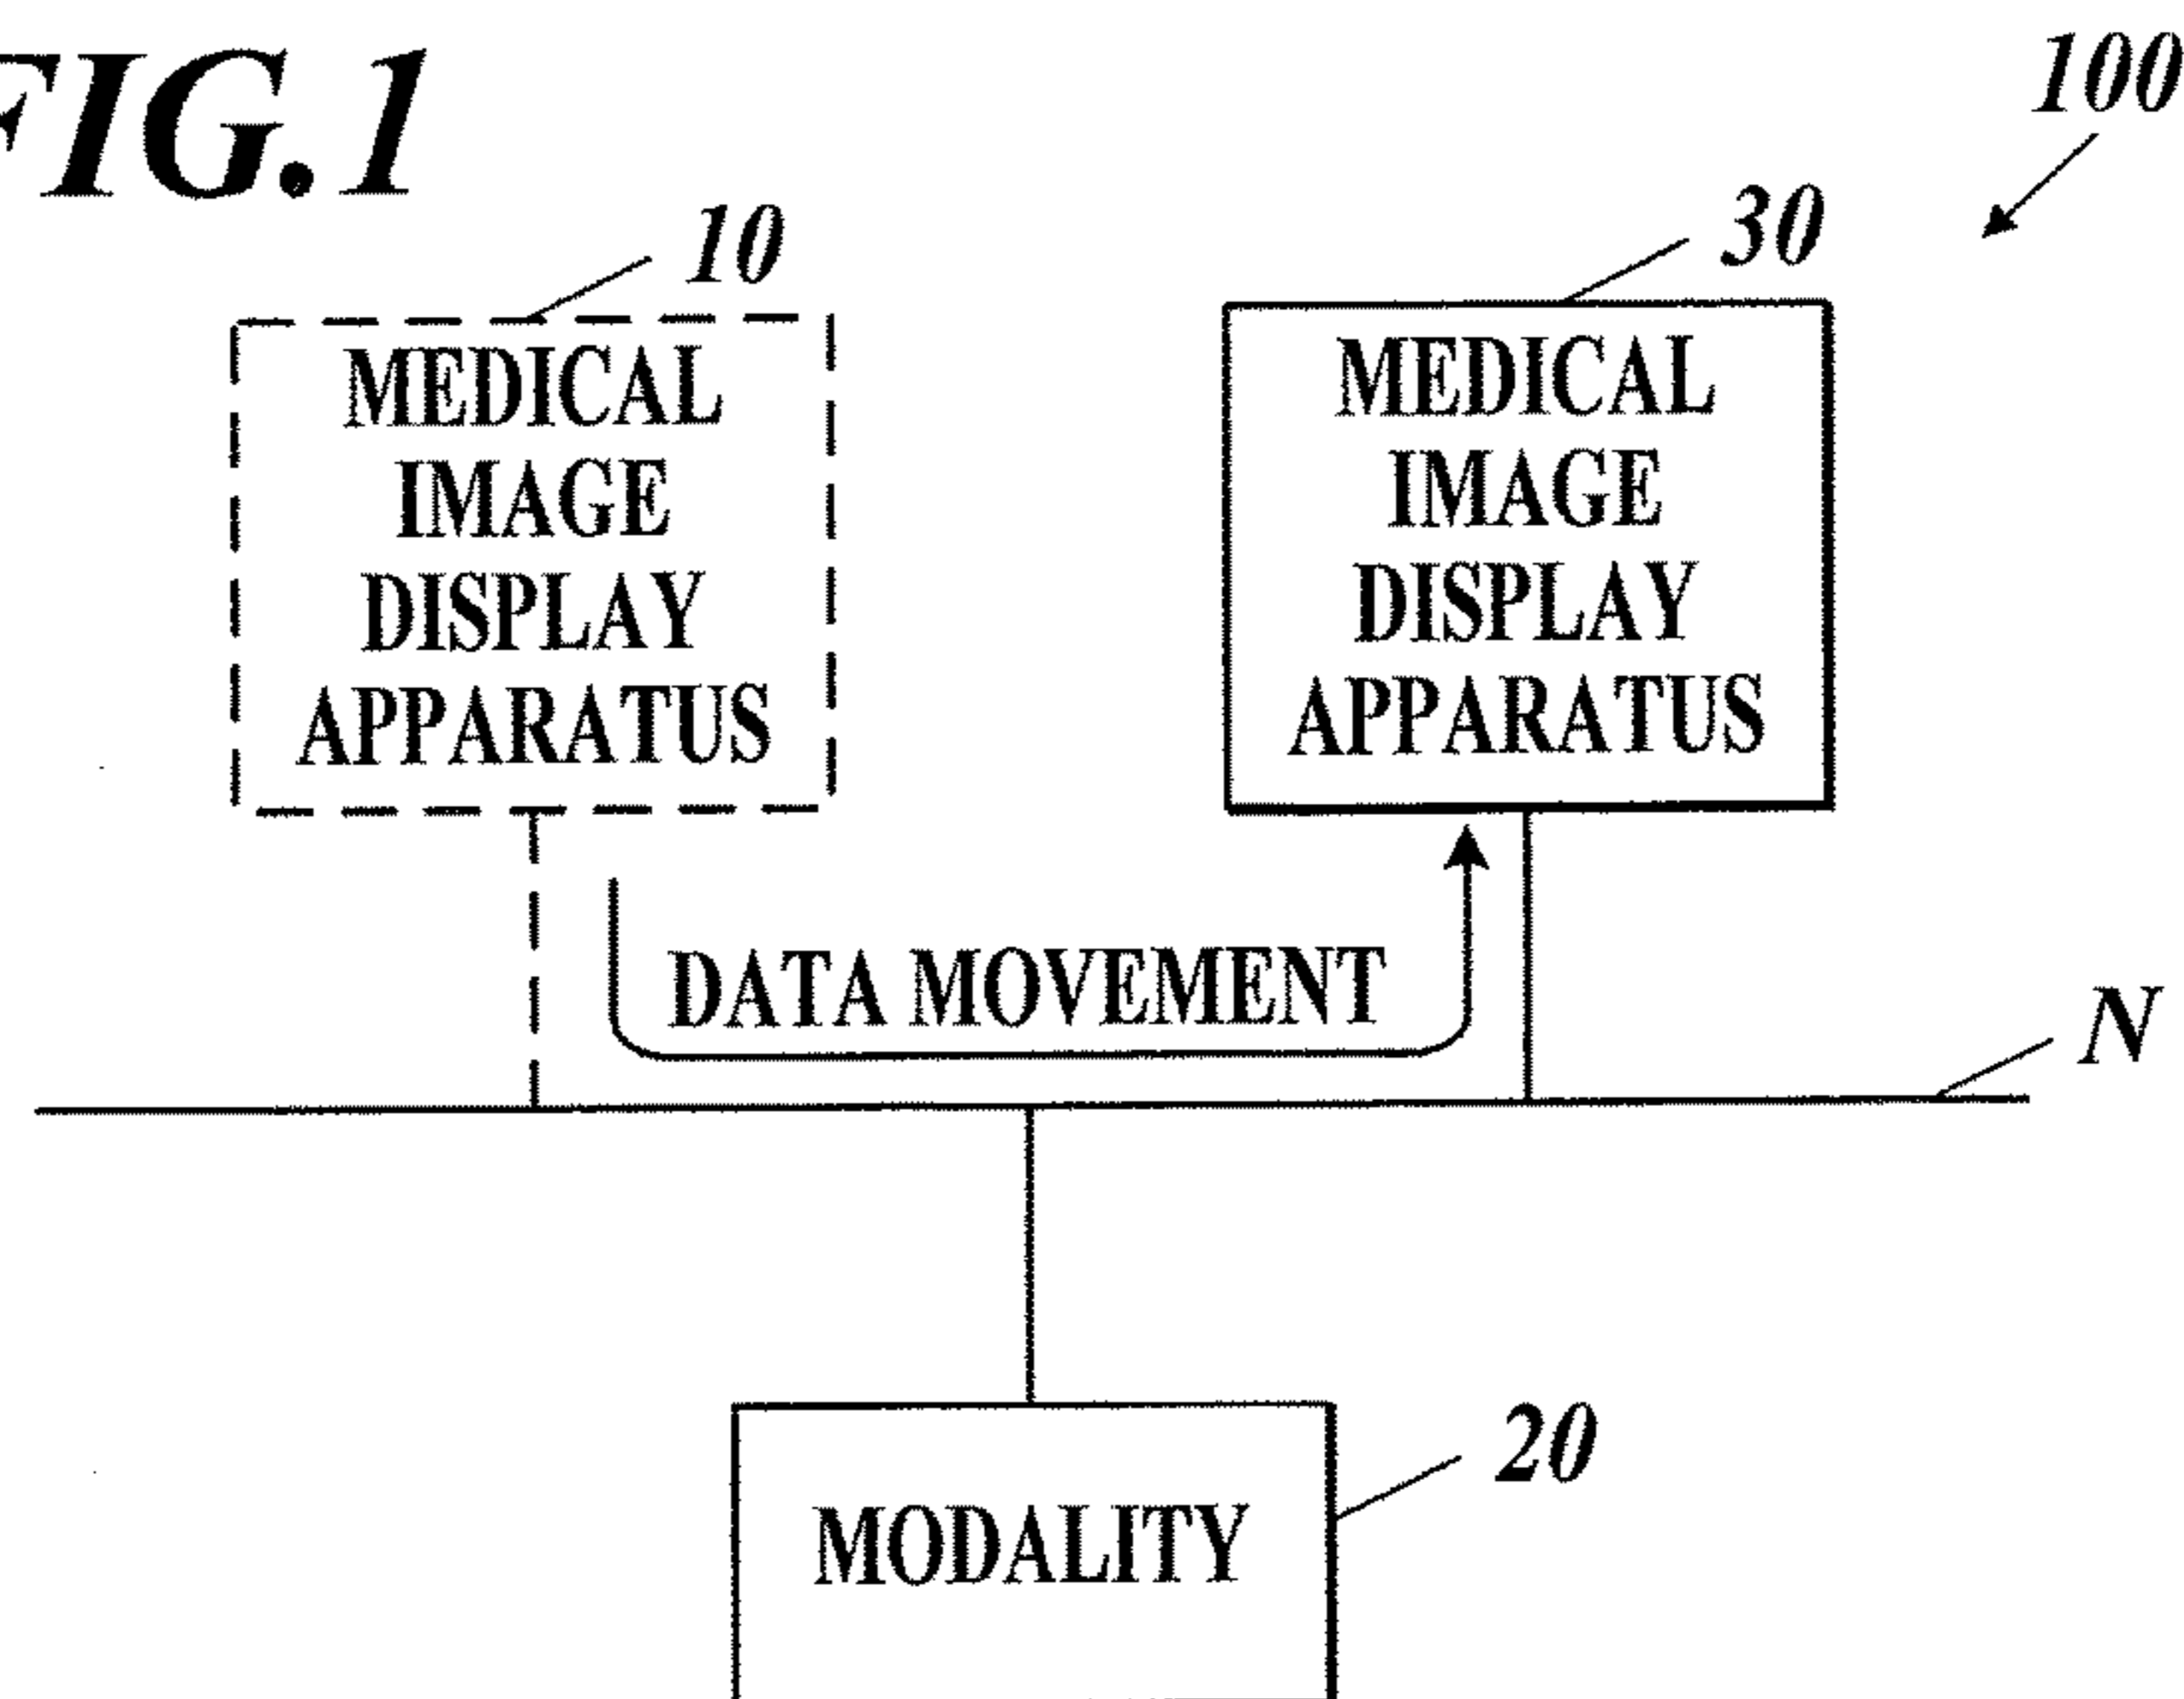 FIG.1
100
10
30
MEDICAL
IMAGE
DISPLAY
APPARATUS
MEDICAL
IMAGE
DISPLAY
APPARATUS
DATA MOVEMENT
N
20
MODALITY